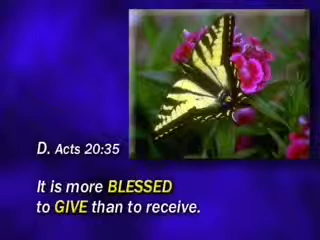 D. Acts 20:35
It is more BLESSED
to GIVE than to receive.